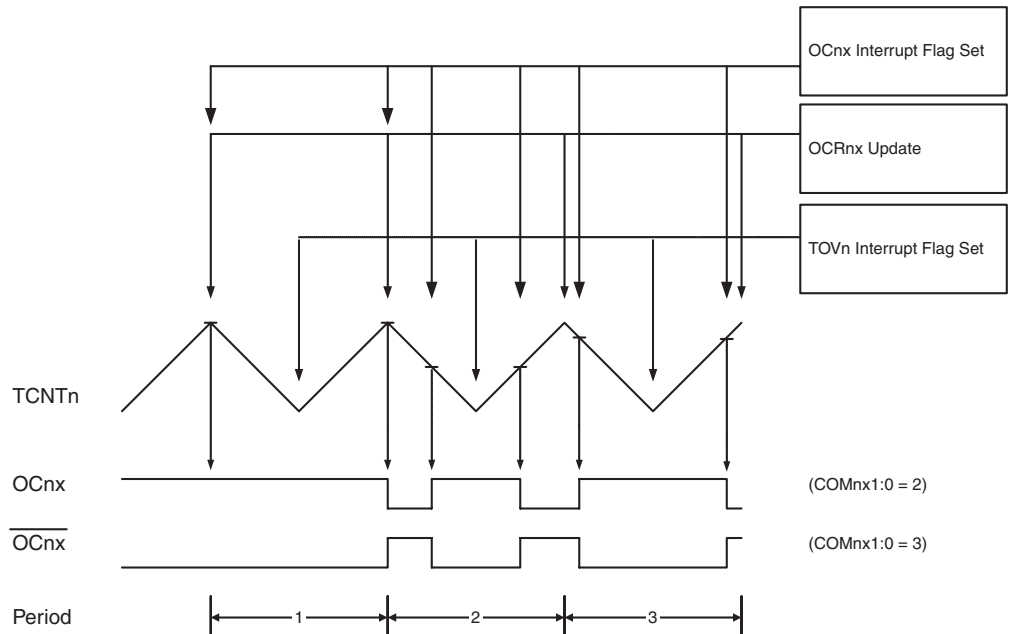 OCnx Interrupt Flag Set
OCRnx Update
TOVn Interrupt Flag Set
TCNTn
OCnx
(COMnx1:0 = 2)
OCnx
(COMnx1:0 = 3)
Period
1
2
3